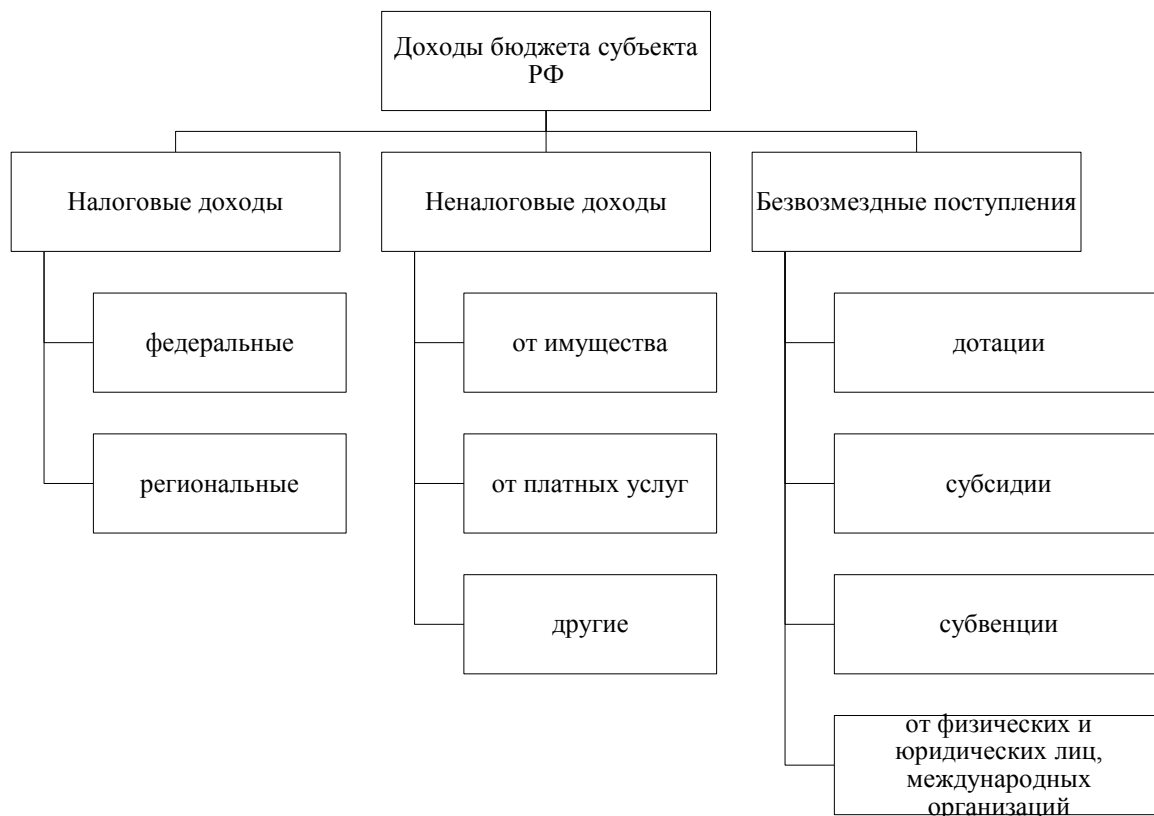 Доходы бюджета субъекта
РФ
Налоговые доходы
Неналоговые доходы
Безвозмездные поступления
федеральные
от имущества
дотации
региональные
от платных услуг
субсидии
другие
субвенции
от физических и
юридических лиц,
международных
организаций